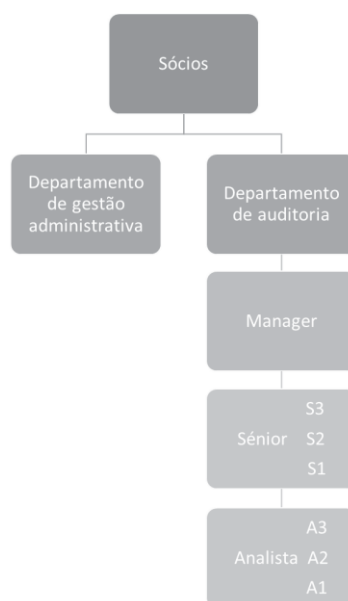 Sócios
Departamento
de gestão
administrativa
Departamento
de auditoria
Manager
S3
Sénior S2
S1
A3
Analista A2
A1